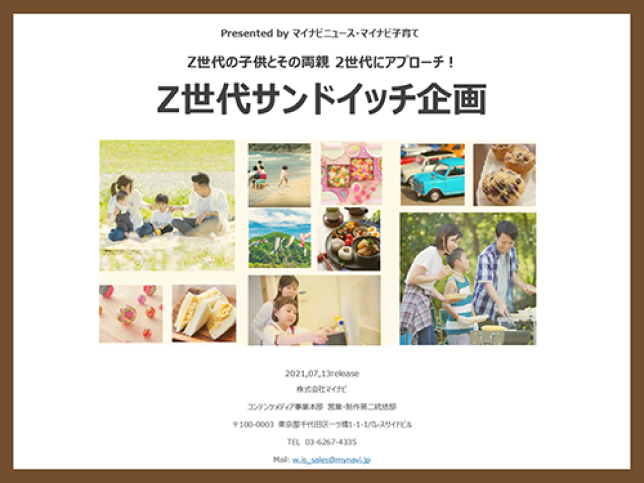 Presented by マイナビニュース・マイナビ子育て
Z世代の子供とその両親 2世代にアプローチ！
Z世代サンドイッチ企画
2021,07,13release
株式会社マイナビ
コンテンツメディア事業本部 営業・制作第二統括部
〒100-0003 東京都千代田区一ツ橋1-1-1パレスサイドビル
TEL 03-6267-4335
Mail: w.is_sales@mynavi.jp